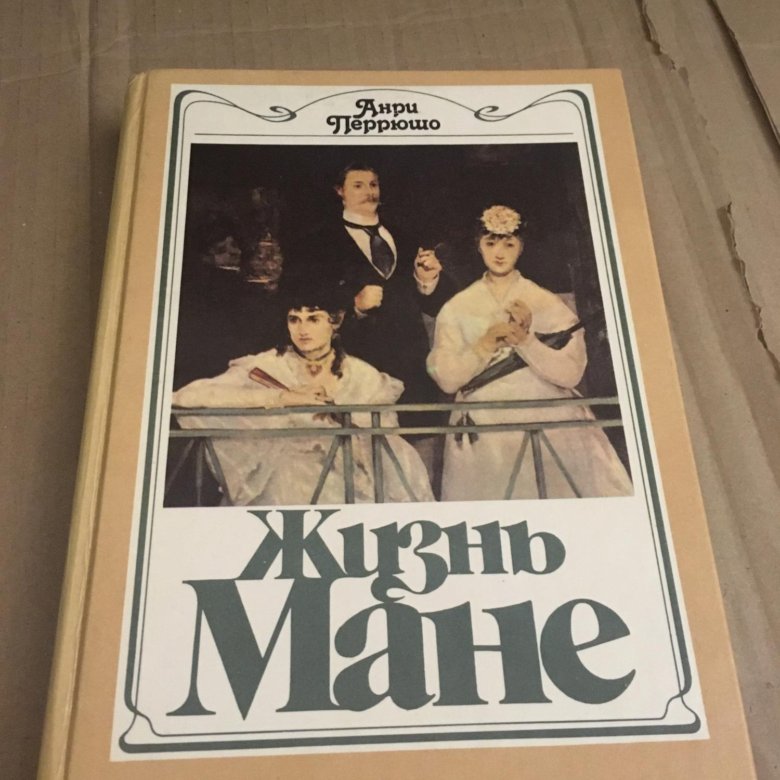 Анри
Перрюшо
Жизнь
Мане